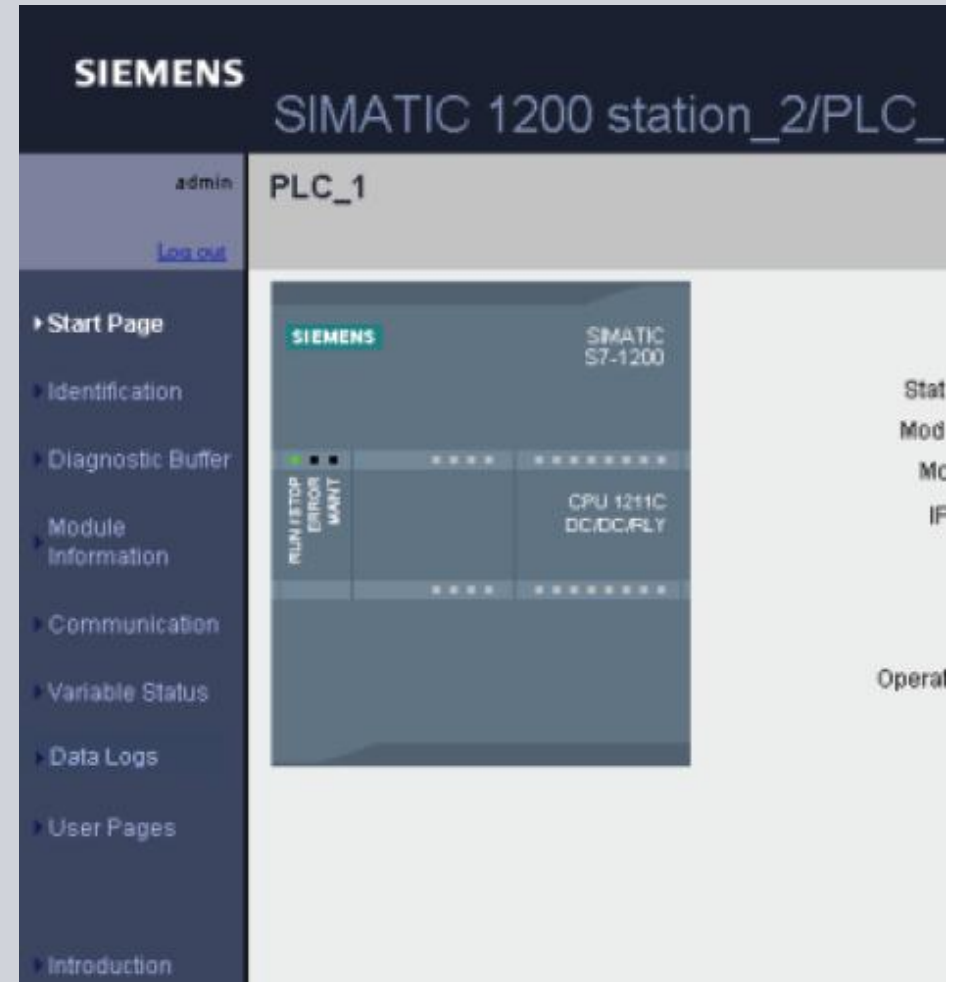 SIEMENS
SIMATIC 1200 station_2/PLC_
admin
Log out
PLC_1
Start Page
Identification
Diagnostic Buffer
Module
Information
Communication
Variable Status
Data Logs
User Pages
Introduction
SIEMENS
SIMATIC
S7-1200
RUN / STOP
ERROR
MAINT
CPU 1211C
DC/DC/RLY
Stat
Mod
Mo
IF
Operat